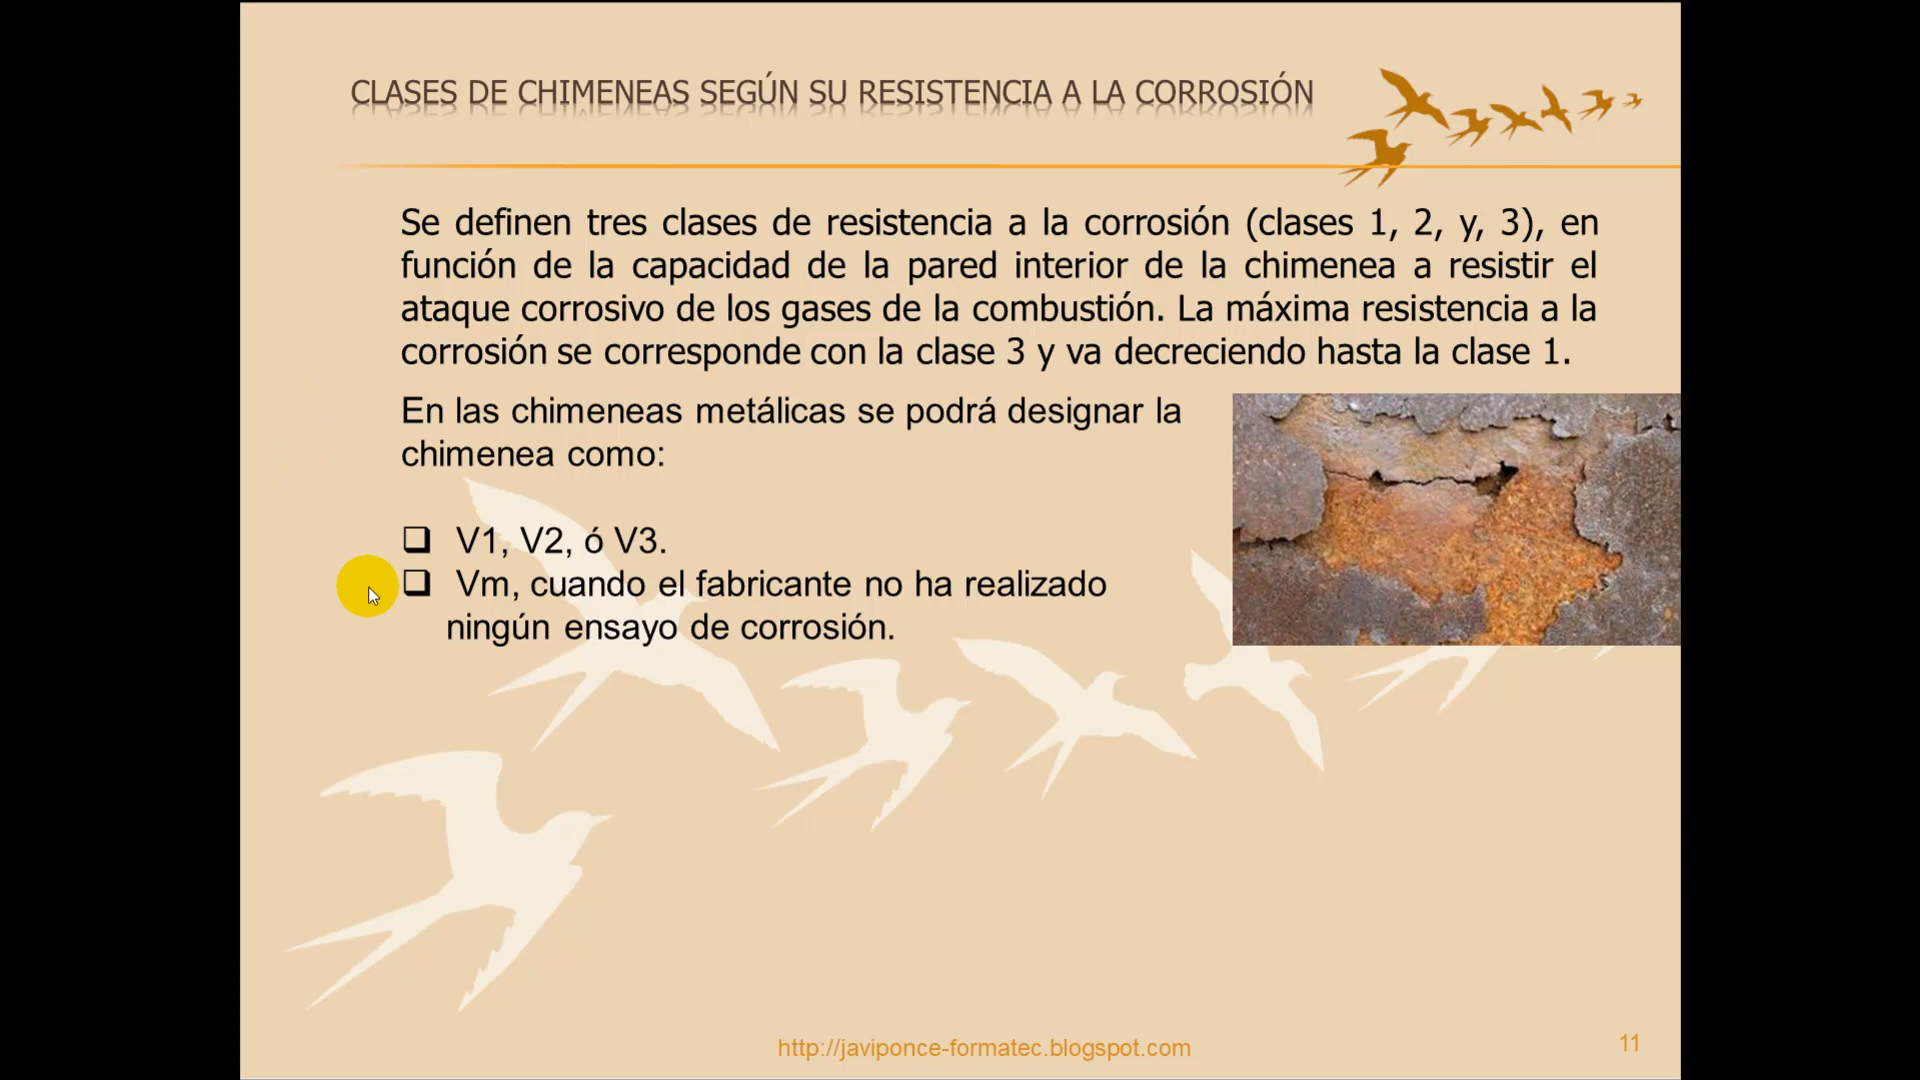 CLASES DE CHIMENEAS SEGÚN SU RESISTENCIA A LA CORROSIÓN
Se definen tres clases de resistencia a la corrosión (clases 1, 2, y, 3), en
función de la capacidad de la pared interior de la chimenea a resistir el
ataque corrosivo de los gases de la combustión. La máxima resistencia a la
corrosión se corresponde con la clase 3 y va decreciendo hasta la clase 1.
En las chimeneas metálicas se podrá designar la
chimenea como:
❑ V1, V2, ó V3.
❑ Vm, cuando el fabricante no ha realizado
ningún ensayo de corrosión.
http://javiponce-formatec.blogspot.com
11